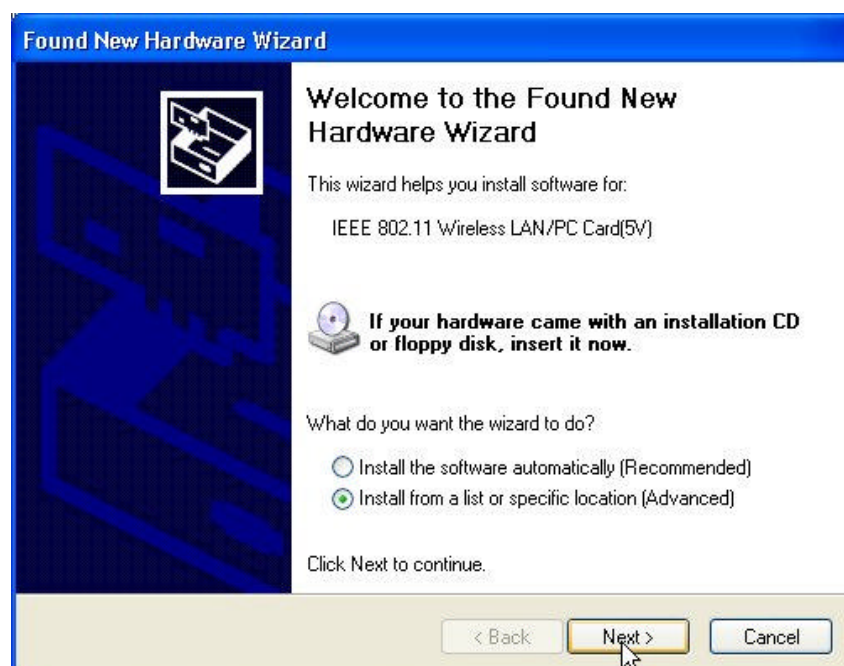 Found New Hardware Wizard
Welcome to the Found New
Hardware Wizard
This wizard helps you install software for:
IEEE 802.11 Wireless LAN/PC Card(5V)
If your hardware came with an installation CD
or floppy disk, insert it now.
What do you want the wizard to do?
Install the software automatically (Recommended)
Install from a list or specific location (Advanced)
Click Next to continue.
< Back Next > Cancel